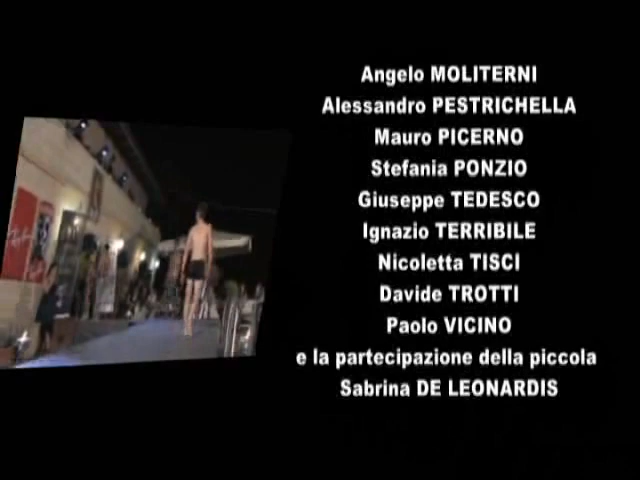 Angelo MOLITERNI
Alessandro PESTRICHELLA
Mauro PICERNO
Stefania PONZIO
Giuseppe TEDESCO
Ignazio TERRIBILE
Nicoletta TISCI
Davide TROTTI
Paolo VICINO
e la partecipazione della piccola
Sabrina DE LEONARDIS